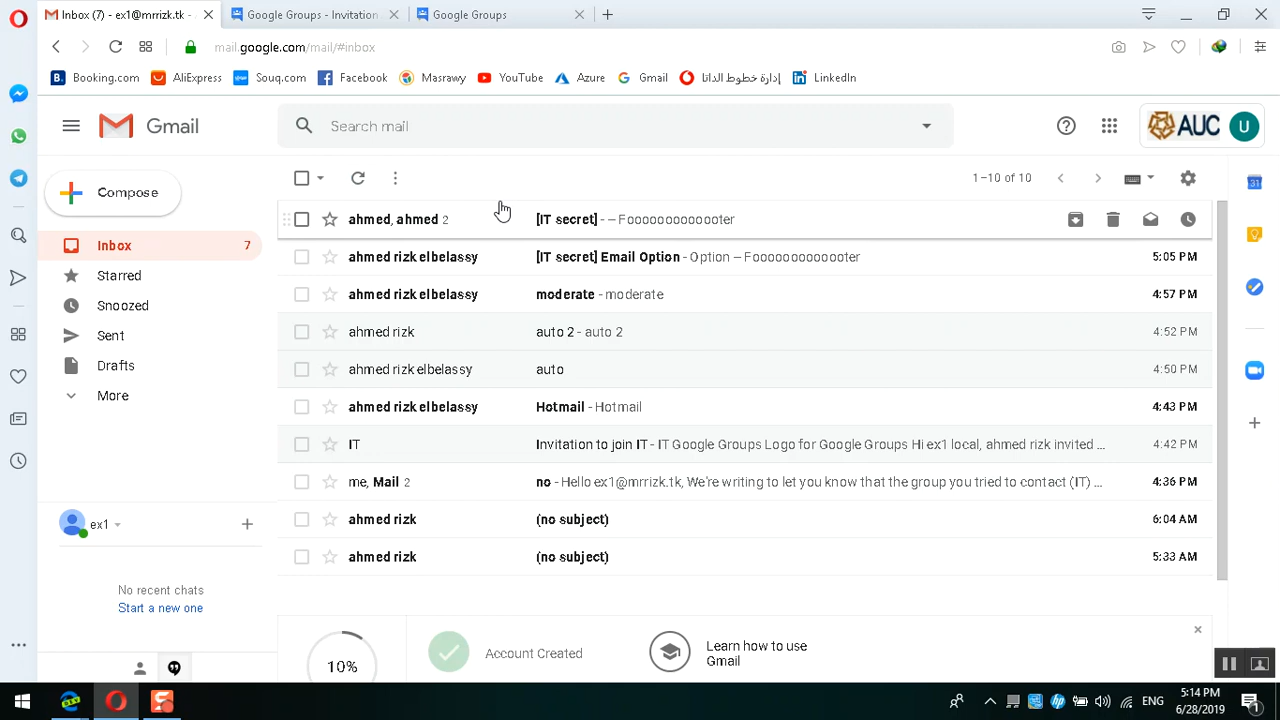 Inbox (7) - ex1@mrrizk.tk - 
Google Groups - Invitation
Google Groups
mail.google.com/mail/#inbox
Booking.com
AliExpress
Souq.com
Facebook
Masrawy
YouTube
Azure
Gmail
إدارة خطوط الداتا
LinkedIn
Gmail
Search mail
AUC
U
Compose
1–10 of 10
Inbox 7
Starred
Snoozed
Sent
Drafts
More
ahmed, ahmed 2 [IT secret] - -- Foooooooooooooter
ahmed rizk elbelassy [IT secret] Email Option - Option -- Foooooooooooooter 5:05 PM
ahmed rizk elbelassy moderate - moderate 4:57 PM
ahmed rizk auto 2 - auto 2 4:52 PM
ahmed rizk elbelassy auto 4:50 PM
ahmed rizk elbelassy Hotmail - Hotmail 4:43 PM
IT Invitation to join IT - IT Google Groups Logo for Google Groups Hi ex1 local, ahmed rizk invited ... 4:42 PM
me, Mail 2 no - Hello ex1@mrrizk.tk, We're writing to let you know that the group you tried to contact (IT) ... 4:36 PM
ahmed rizk (no subject) 6:04 AM
ahmed rizk (no subject) 5:33 AM
ex1
No recent chats
Start a new one
10%
Account Created
Learn how to use
Gmail
31
ENG
5:14 PM
6/28/2019
1